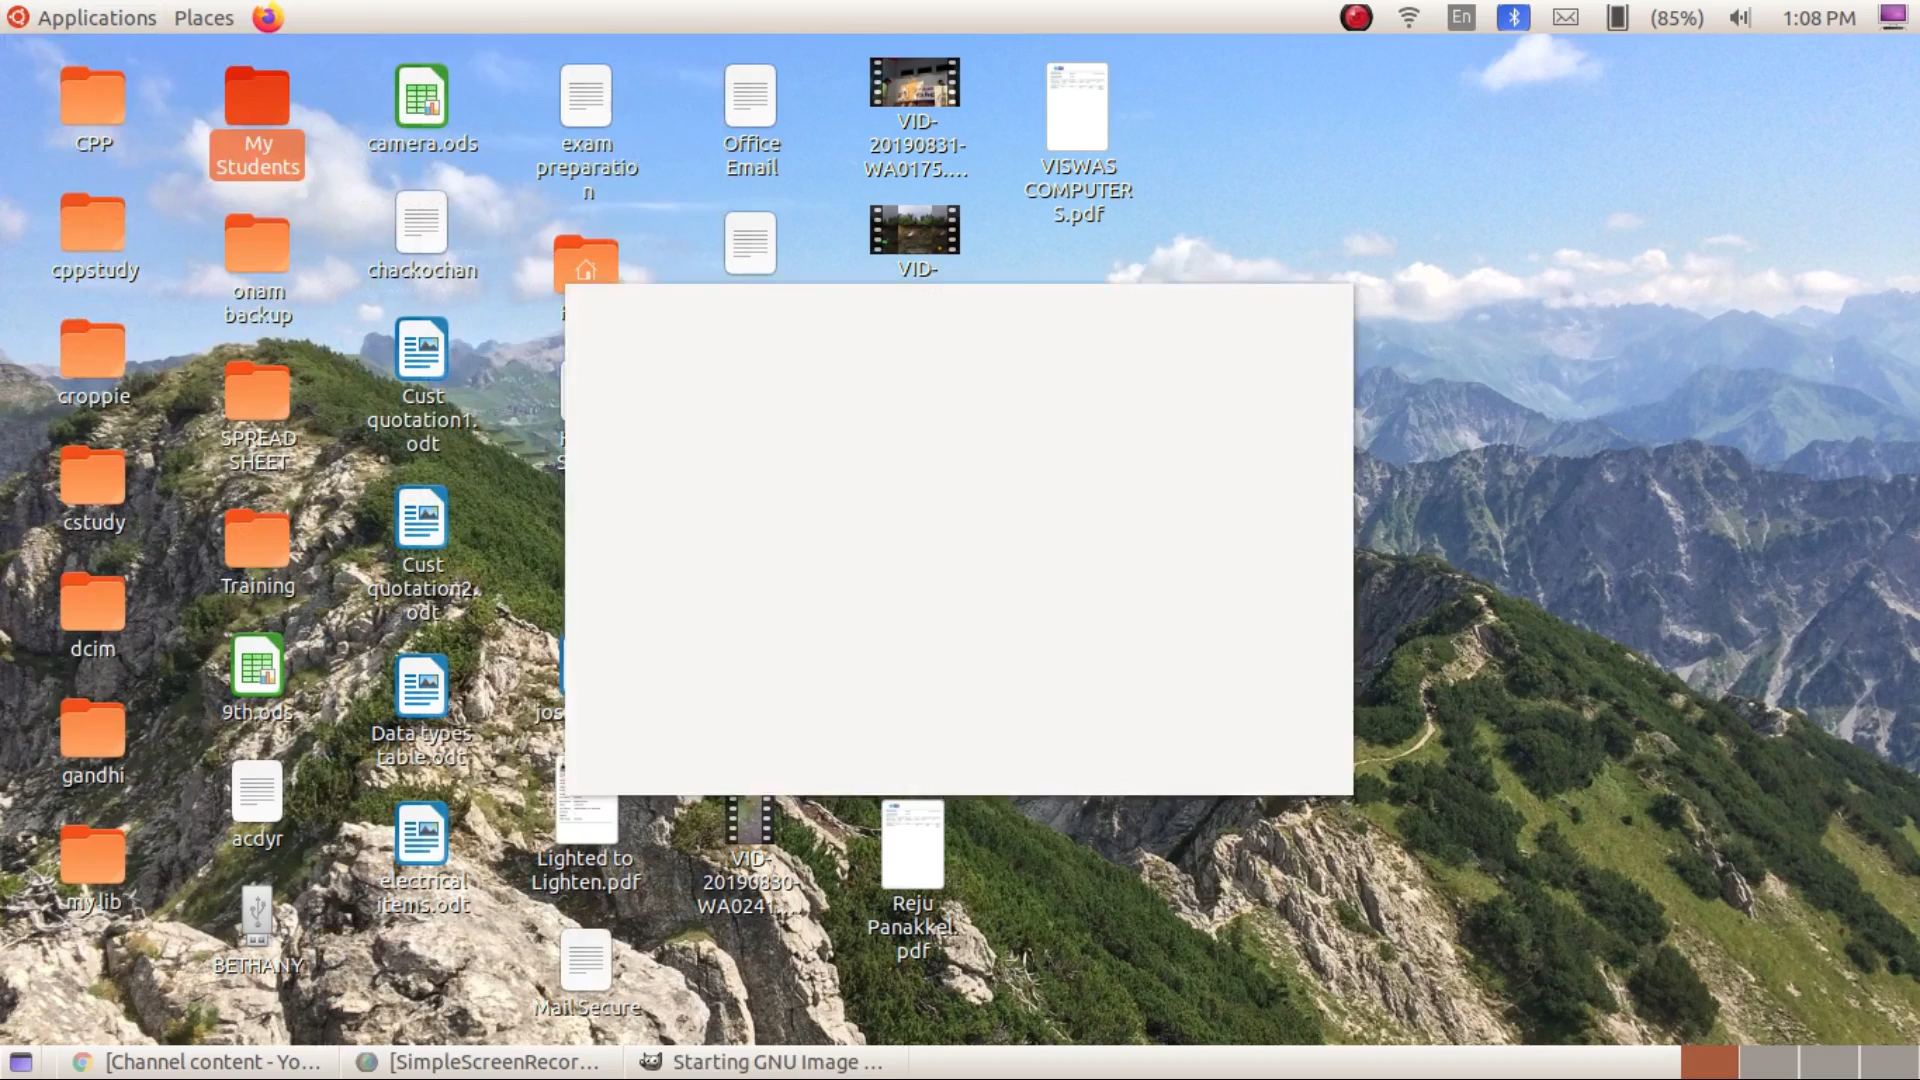 Applications Places
En
(85%)
1:08 PM
CPP
cppstudy
croppie
cstudy
dcim
gandhi
my lib
My
Students
onam
backup
SPREAD
SHEET
Training
9th.ods
acdyr
BETHANY
camera.ods
chackochan
Cust
quotation1.
odt
Cust
quotation2.
odt
Data types
table.odt
electrical
items.odt
exam
preparatio
n
jos
Lighted to
Lighten.pdf
Mail Secure
Office
Email
VID-
20190830-
WA0241....
VID-
20190831-
WA0175....
VID-
Reju
Panakkel.
pdf
VISWAS
COMPUTER
S.pdf
[Channel content - Yo...
[SimpleScreenRecor...
Starting GNU Image ...